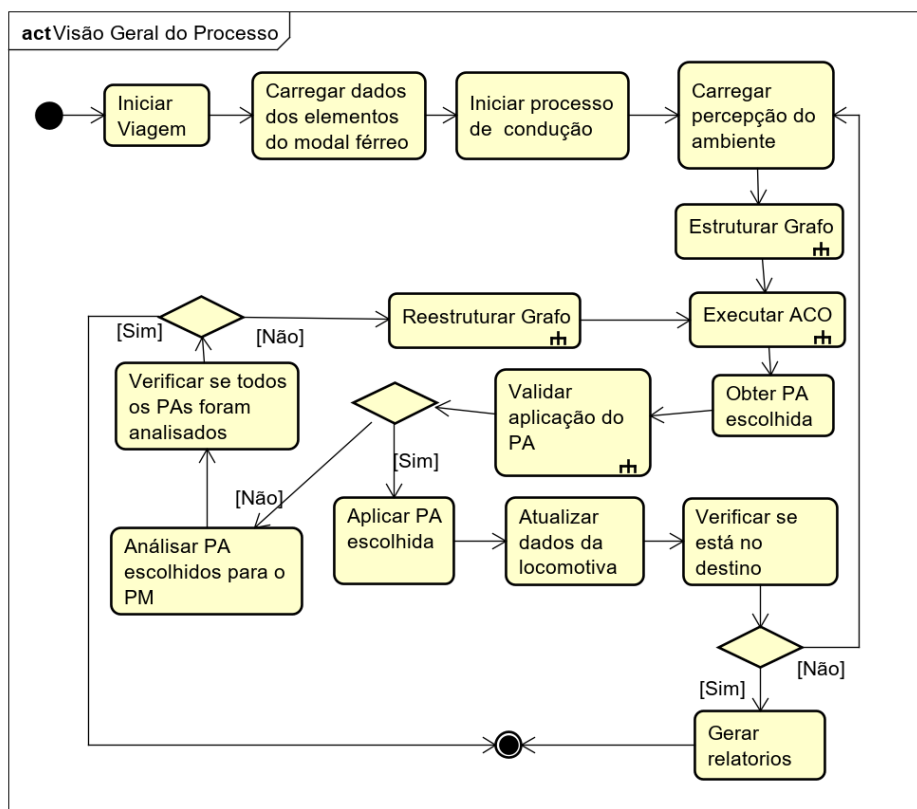 act Visão Geral do Processo
Iniciar
Viagem
Carregar dados
dos elementos
do modal férreo
Iniciar processo
de condução
Carregar
percepção do
ambiente
Estruturar Grafo
[Sim]
[Não]
Reestruturar Grafo
Executar ACO
Verificar se todos
os PAs foram
analisados
Validar
aplicação do
PA
Obter PA
escolhida
[Sim]
[Não]
Análisar PA
escolhidos para o
PM
Aplicar PA
escolhida
Atualizar
dados da
locomotiva
Verificar se
está no
destino
[Não]
[Sim]
Gerar
relatorios